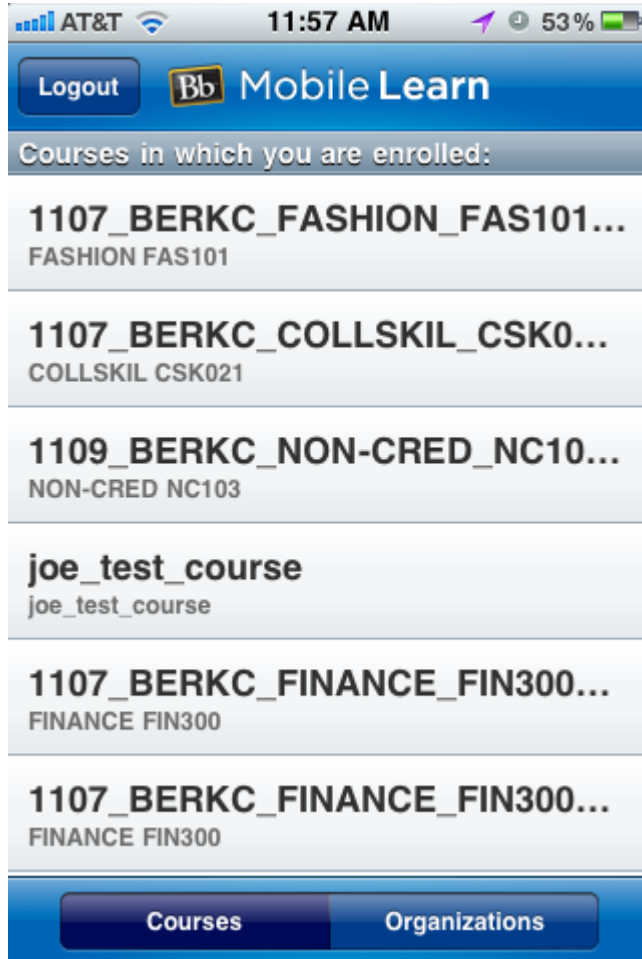 AT&T 11:57 AM 53%
Logout Bb Mobile Learn
Courses in which you are enrolled:
1107_BERKC_FASHION_FAS101...
FASHION FAS101
1107_BERKC_COLLSKIL_CSK0...
COLLSKIL CSK021
1109_BERKC_NON-CRED_NC10...
NON-CRED NC103
joe_test_course
joe_test_course
1107_BERKC_FINANCE_FIN300...
FINANCE FIN300
1107_BERKC_FINANCE_FIN300...
FINANCE FIN300
Courses Organizations